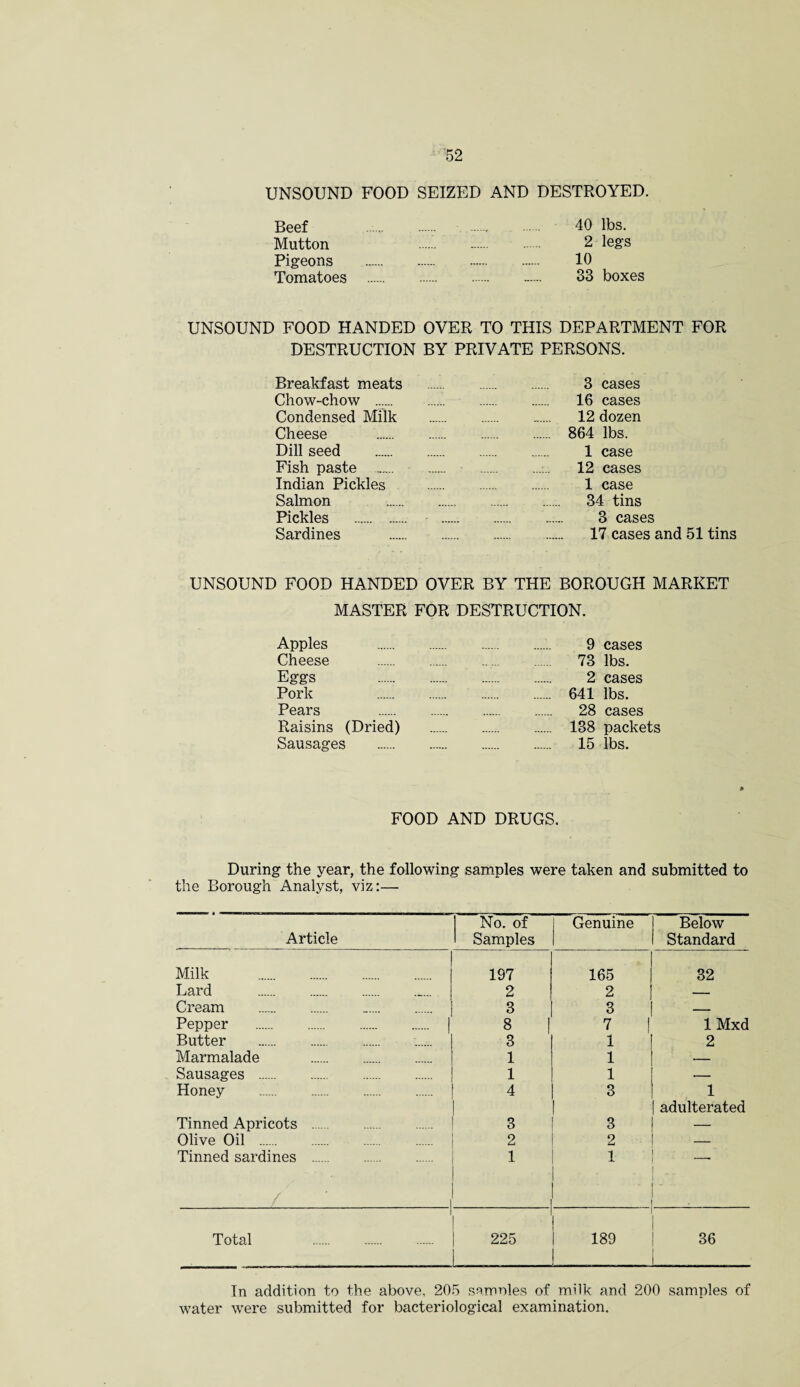 52
UNSOUND FOOD SEIZED AND DESTROYED.
Beef ...... ...... ...... ...... 40 lbs.
Mutton ...... ...... ...... 2 legs
Pigeons ...... ...... ...... ...... 10
Tomatoes ...... ...... ...... ...... 33 boxes
UNSOUND FOOD HANDED OVER TO THIS DEPARTMENT FOR
DESTRUCTION BY PRIVATE PERSONS.
Breakfast meats ...... ...... ...... 3 cases
Chow-chow ...... ...... ...... ...... 16 cases
Condensed Milk ...... ...... ...... 12 dozen
Cheese ...... ...... ...... ...... 864 lbs.
Dill seed ...... ...... ...... ...... 1 case
Fish paste ...... ...... ...... ...... 12 cases
Indian Pickles ...... ...... ...... 1 case
Salmon ...... ...... ...... ...... 34 tins
Pickles ...... ...... ...... ...... ...... 3 cases
Sardines ...... ...... ...... ...... 17 cases and 51 tins
UNSOUND FOOD HANDED OVER BY THE BOROUGH MARKET
MASTER FOR DESTRUCTION.
Apples ...... ...... ...... ...... 9 cases
Cheese ...... ...... ...... ...... 73 lbs.
Eggs ...... ...... ...... ...... 2 cases
Pork ...... ...... ...... ...... 641 lbs.
Pears ...... ...... ...... ...... 28 cases
Raisins (Dried) ...... ...... ...... 138 packets
Sausages ...... ...... ...... ...... 15 lbs.
FOOD AND DRUGS.
During the year, the following samples were taken and submitted to
the Borough Analyst, viz:—
Article | No. of Samples | Genuine | Below Standard
Milk ...... ...... ...... ...... 197 165 32
Lard ...... ...... ...... ...... 2 2 —
Cream ...... ...... ...... ...... 3 3 —
Pepper ...... ...... ...... ...... 8 7 1 Mxd
Butter ...... ...... ...... ...... 3 1 2
Marmalade ...... ...... ...... 1 1 —
Sausages ...... ...... ...... ...... 1 1 —
Honey ...... ...... ...... ...... 4 3 1
adulterated
Tinned Apricots ...... ...... ...... 3 3 —
Olive Oil ...... ...... ...... ...... 2 2 —
Tinned sardines ...... ...... ...... 1 1 —
Total ...... ...... ...... 225 189 36
In addition to the above, 205 samples of milk and 200 samples of
water were submitted for bacteriological examination.